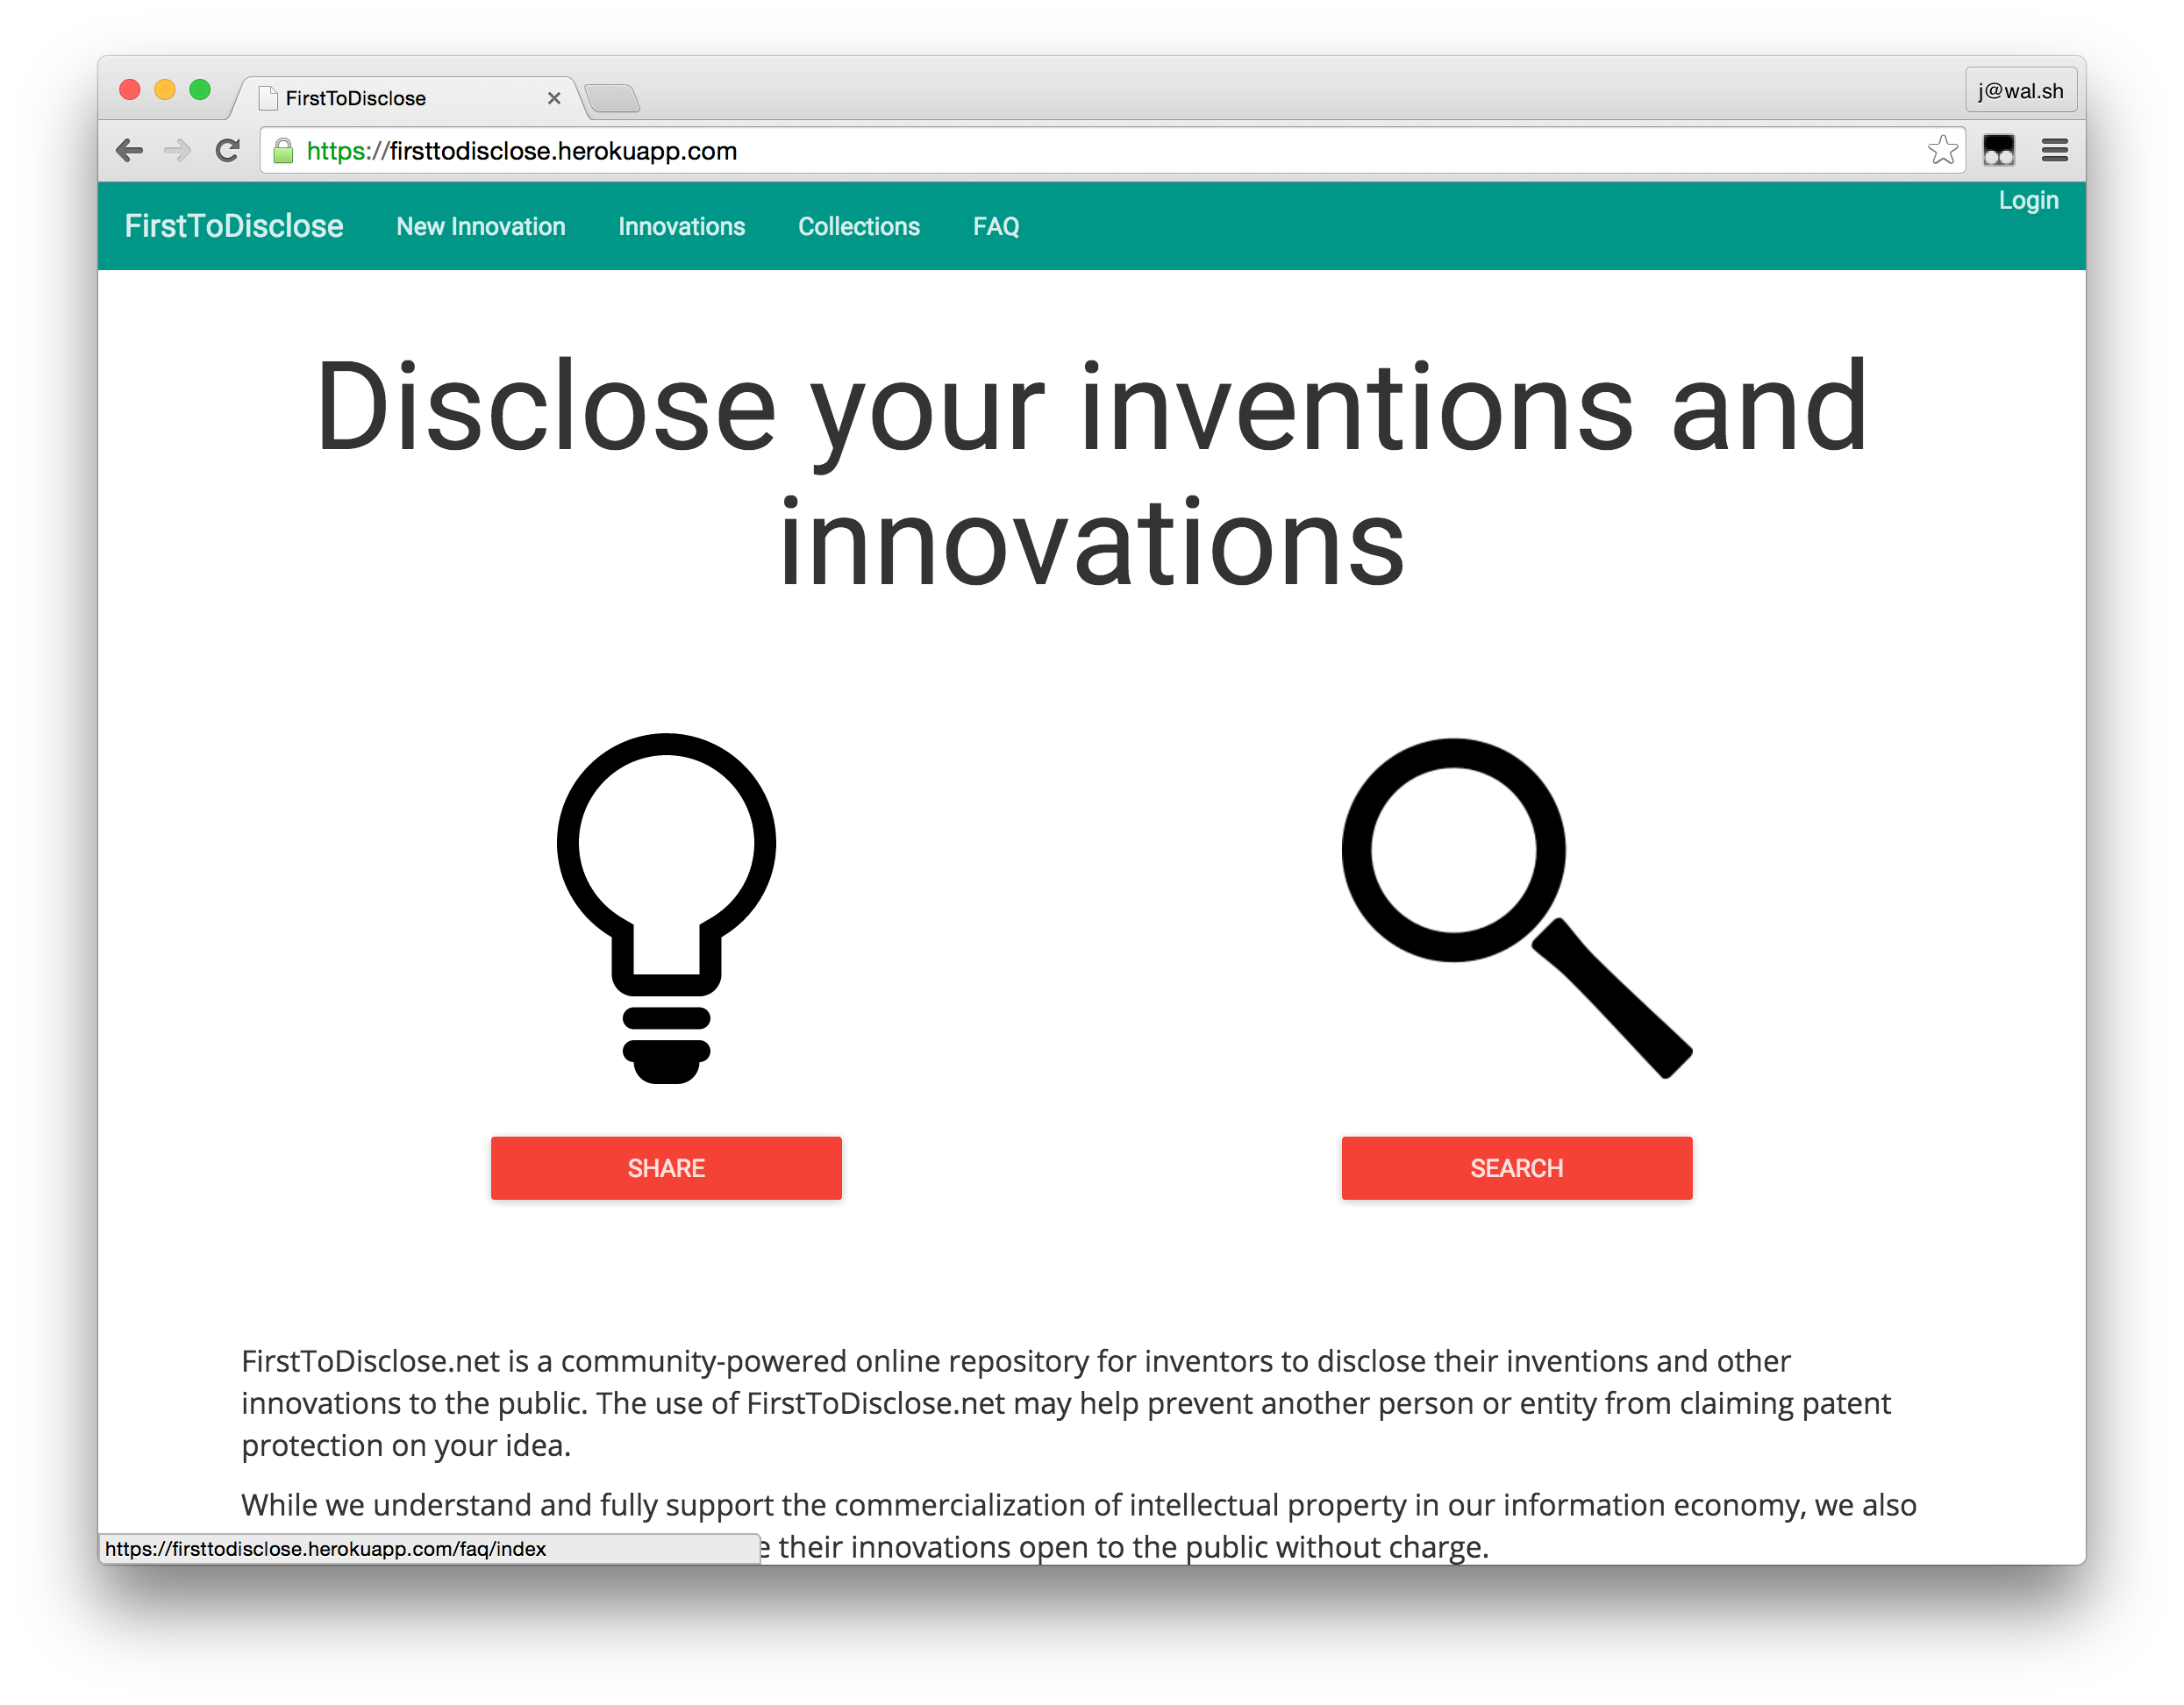 FirstToDisclose
j@wal.sh
https://firsttodisclose.herokuapp.com
Login
FirstToDisclose New Innovation Innovations Collections FAQ
Disclose your inventions and
innovations
SHARE SEARCH
FirstToDisclose.net is a community-powered online repository for inventors to disclose their inventions and other
innovations to the public. The use of FirstToDisclose.net may help prevent another person or entity from claiming patent
protection on your idea.
While we understand and fully support the commercialization of intellectual property in our information economy, we also
their innovations open to the public without charge.
https://firsttodisclose.herokuapp.com/faq/index